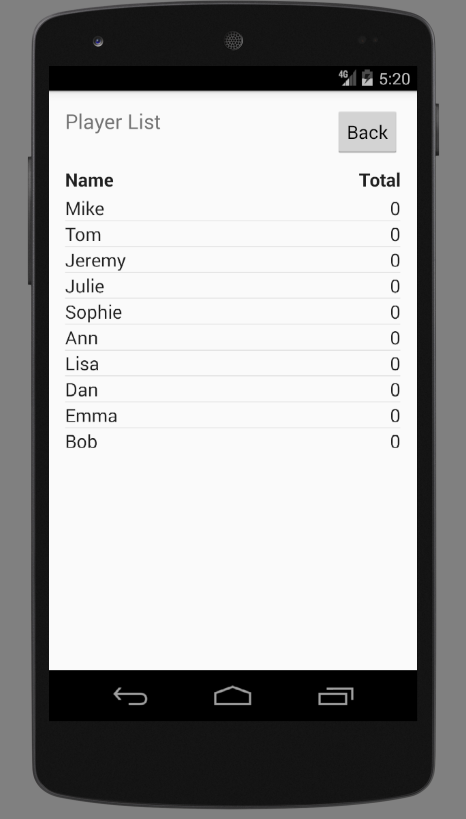 4G 5:20
Player List
Back
Name Total
Mike 0
Tom 0
Jeremy 0
Julie 0
Sophie 0
Ann 0
Lisa 0
Dan 0
Emma 0
Bob 0